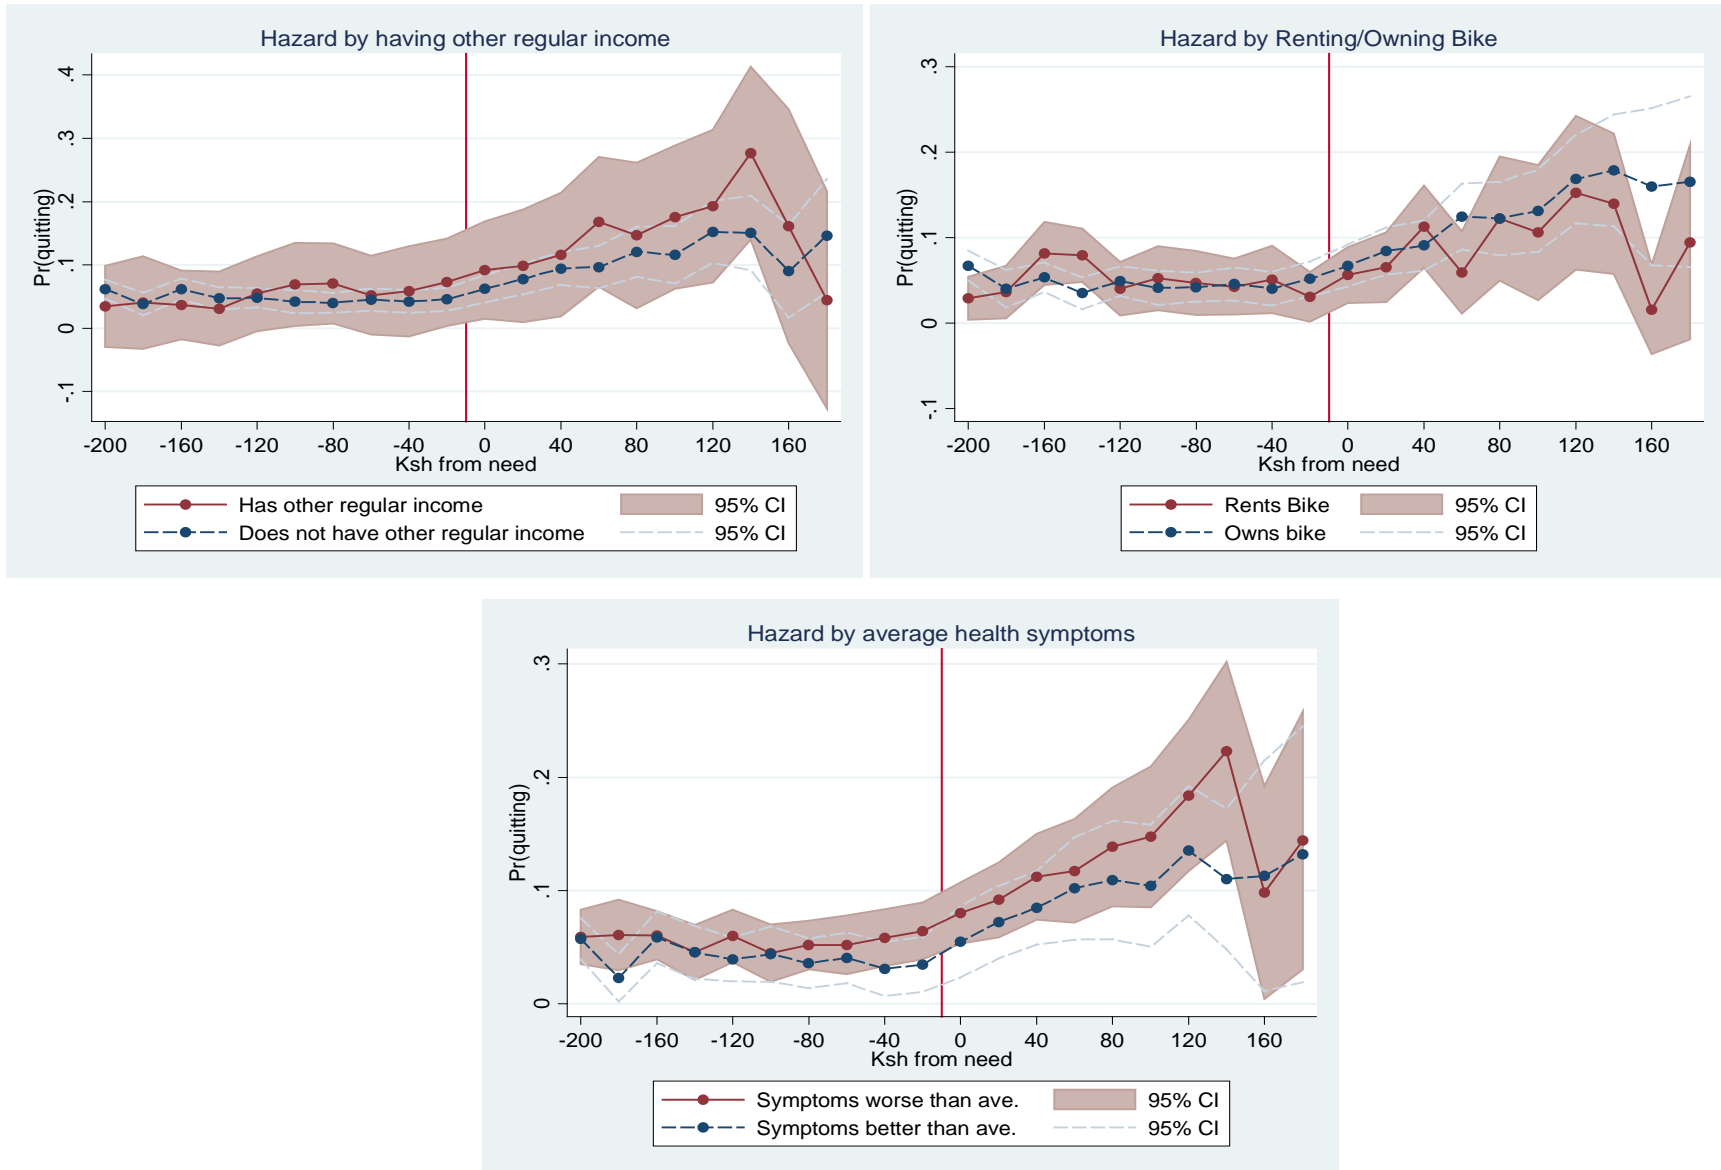 Hazard by having other regular income
Pr(quitting)
.4
.3
.2
.1
0
-.1
-200 -160 -120 -80 -40 0 40 80 120 160
Ksh from need
Has other regular income 95% CI
Does not have other regular income 95% CI
Hazard by Renting/Owning Bike
Pr(quitting)
.3
.2
.1
0
-.1
-200 -160 -120 -80 -40 0 40 80 120 160
Ksh from need
Rents Bike 95% CI
Owns bike 95% CI
Hazard by average health symptoms
Pr(quitting)
.3
.2
.1
0
-200 -160 -120 -80 -40 0 40 80 120 160
Ksh from need
Symptoms worse than ave. 95% CI
Symptoms better than ave. 95% CI